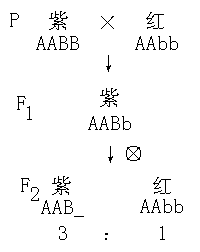 P 紫 × 红
AABB AAbb
↓
F₁ 紫
AABb
↓ ⊗
F₂ 紫 红
AAB_ AAbb
3 : 1